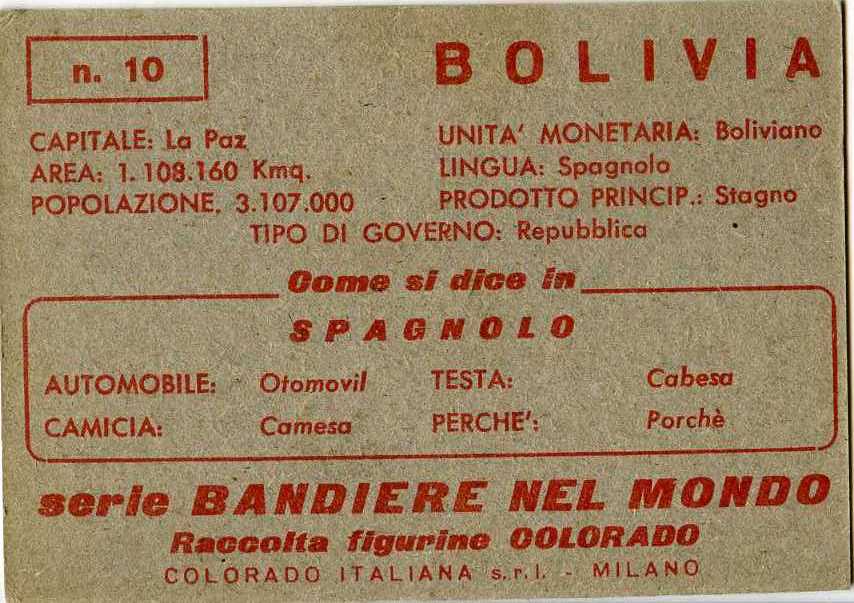 n. 10
BOLIVIA
CAPITALE: La Paz
AREA: 1.108.160 Kmq.
POPOLAZIONE. 3.107.000
UNITA' MONETARIA: Boliviano
LINGUA: Spagnolo
PRODOTTO PRINCIP.: Stagno
TIPO DI GOVERNO: Repubblica
Come si dice in
SPAGNOLO
AUTOMOBILE: Otomovil TESTA: Cabesa
CAMICIA: Camesa PERCHE': Porchè
serie BANDIERE NEL MONDO
Raccolta figurine COLORADO
COLORADO ITALIANA s.r.l. - MILANO